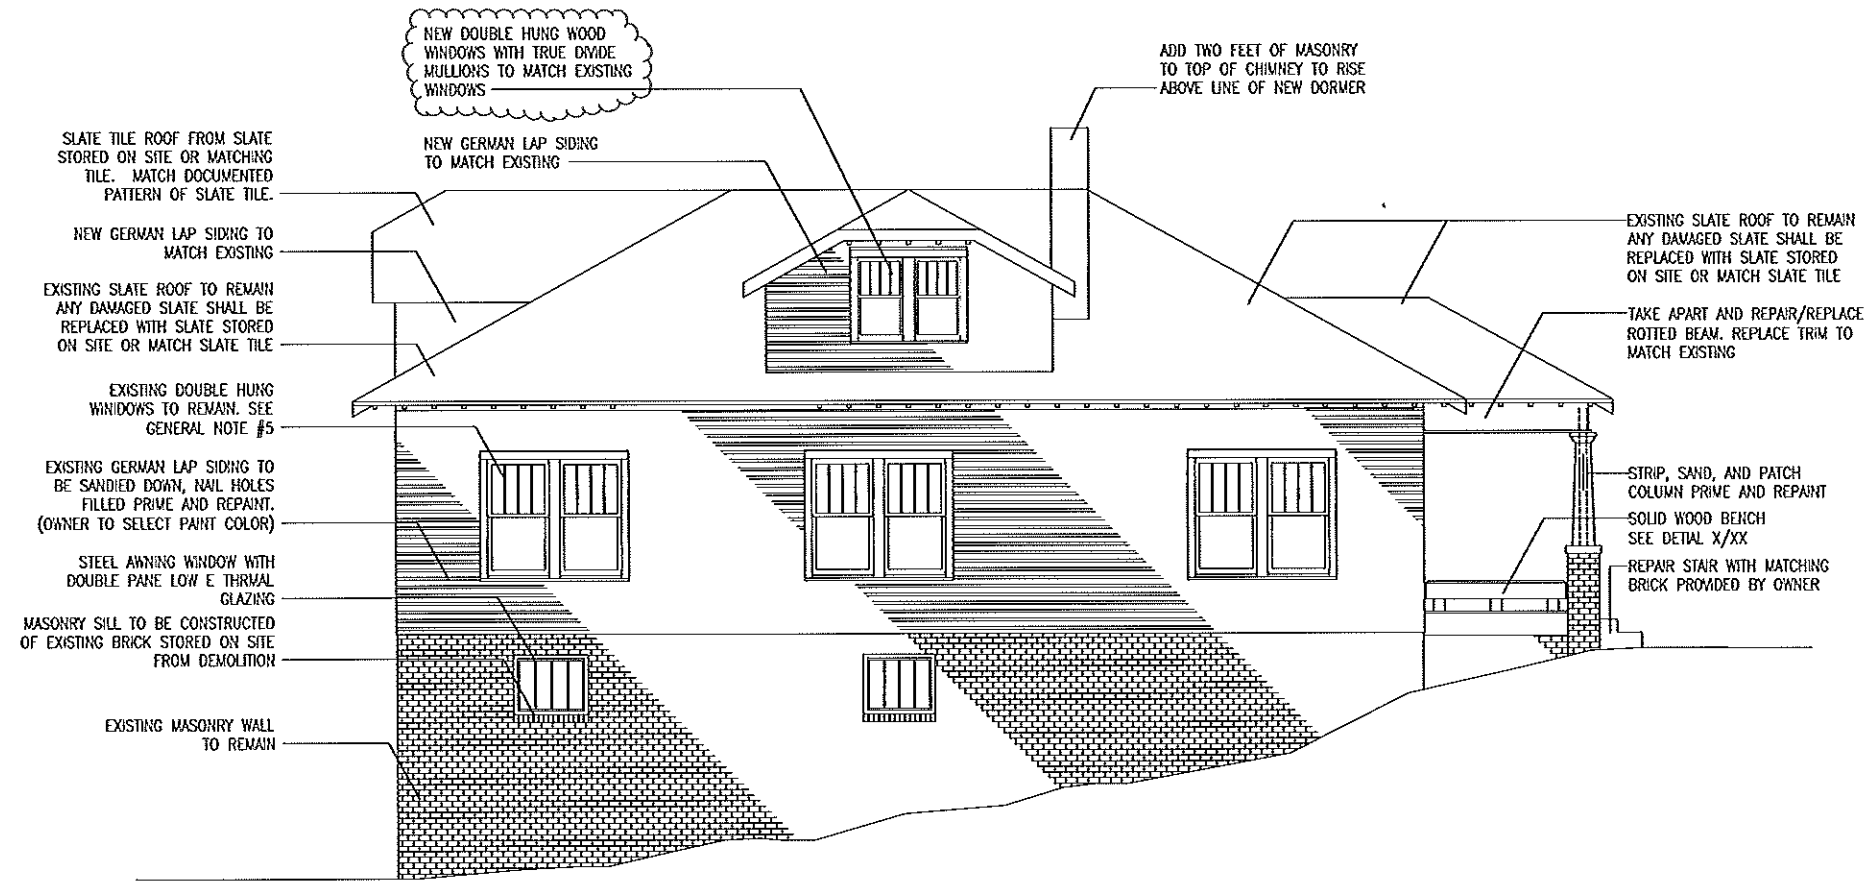 NEW DOUBLE HUNG WOOD
WINDOWS WITH TRUE DIVIDE
MULLIONS TO MATCH EXISTING
WINDOWS
NEW GERMAN LAP SIDING
TO MATCH EXISTING
ADD TWO FEET OF MASONRY
TO TOP OF CHIMNEY TO RISE
ABOVE LINE OF NEW DORMER
SLATE TILE ROOF FROM SLATE
STORED ON SITE OR MATCHING
TILE. MATCH DOCUMENTED
PATTERN OF SLATE TILE.
NEW GERMAN LAP SIDING TO
MATCH EXISTING
EXISTING SLATE ROOF TO REMAIN
ANY DAMAGED SLATE SHALL BE
REPLACED WITH SLATE STORED
ON SITE OR MATCH SLATE TILE
EXISTING DOUBLE HUNG
WINIDOWS TO REMAIN. SEE
GENERAL NOTE #5
EXISTING GERMAN LAP SIDING TO
BE SANDIED DOWN, NAIL HOLES
FILLED PRIME AND REPAINT.
(OWNER TO SELECT PAINT COLOR)
STEEL AWNING WINDOW WITH
DOUBLE PANE LOW E THRMAL
GLAZING
MASONRY SILL TO BE CONSTRUCTED
OF EXISTING BRICK STORED ON SITE
FROM DEMOLITION
EXISTING MASONRY WALL
TO REMAIN
EXISTING SLATE ROOF TO REMAIN
ANY DAMAGED SLATE SHALL BE
REPLACED WITH SLATE STORED
ON SITE OR MATCH SLATE TILE
TAKE APART AND REPAIR/REPLACE
ROTTED BEAM. REPLACE TRIM TO
MATCH EXISTING
STRIP, SAND, AND PATCH
COLUMN PRIME AND REPAINT
SOLID WOOD BENCH
SEE DETIAL X/XX
REPAIR STAIR WITH MATCHING
BRICK PROVIDED BY OWNER